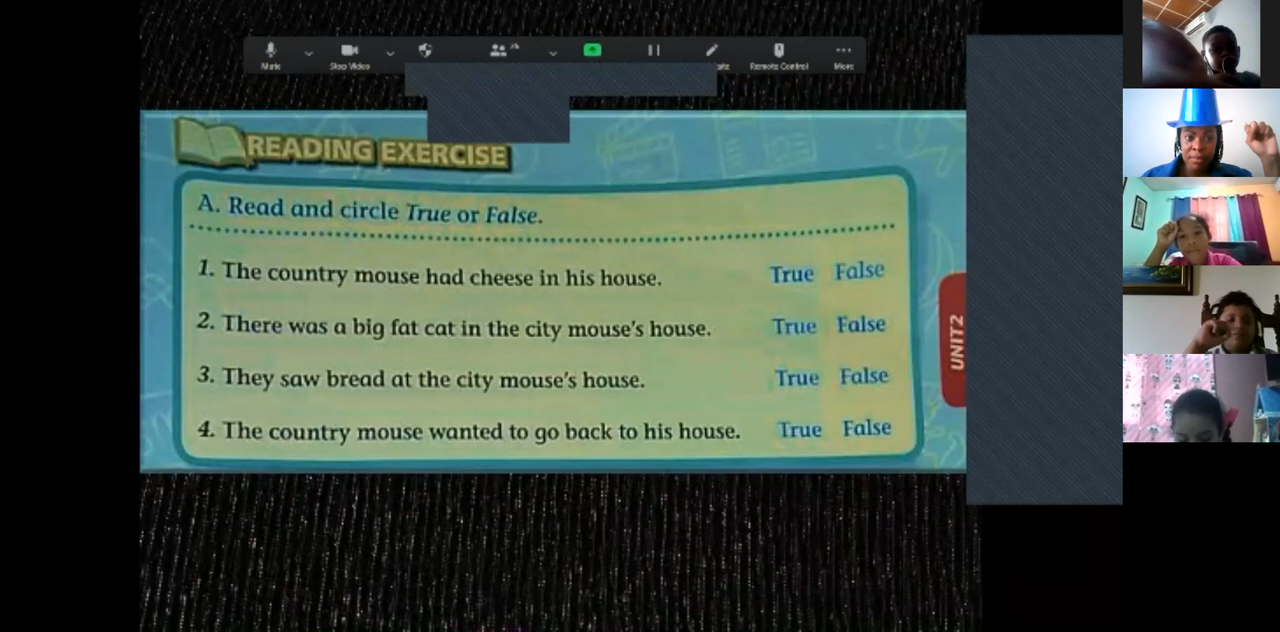 Mute
Stop Video
Remote Control
More
READING EXERCISE
A. Read and circle True or False.
1. The country mouse had cheese in his house. True False
2. There was a big fat cat in the city mouse's house. True False
3. They saw bread at the city mouse's house. True False
4. The country mouse wanted to go back to his house. True False
UNIT2